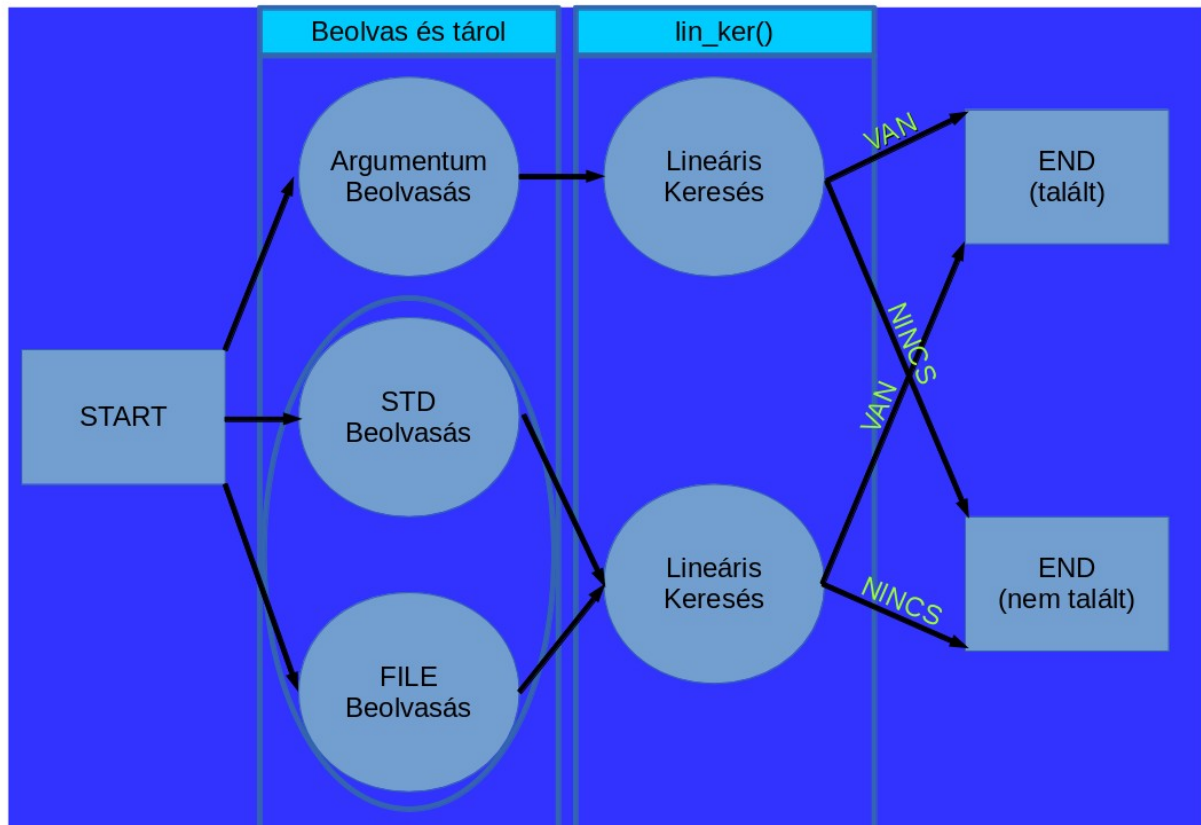 Beolvas és tárol
lin_ker()
Argumentum
Beolvasás
Lineáris
Keresés
VAN
END
(talált)
START
STD
Beolvasás
NINCS
VAN
FILE
Beolvasás
Lineáris
Keresés
NINCS
END
(nem talált)